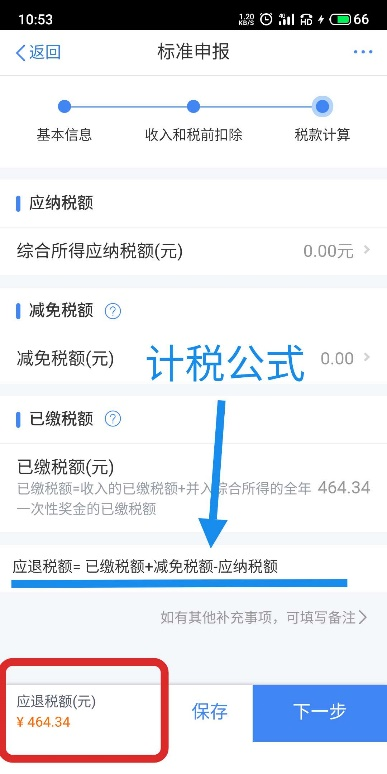 10:53
1.20 KB/S 4G HD 66
返回
标准申报
基本信息
收入和税前扣除
税款计算
应纳税额
综合所得应纳税额(元)
0.00元
减免税额
减免税额(元)
0.00
计税公式
已缴税额
已缴税额(元)
已缴税额=收入的已缴税额+并入综合所得的全年
一次性奖金的已缴税额
464.34
应退税额= 已缴税额+减免税额-应纳税额
如有其他补充事项，可填写备注
应退税额(元)
¥ 464.34
保存
下一步